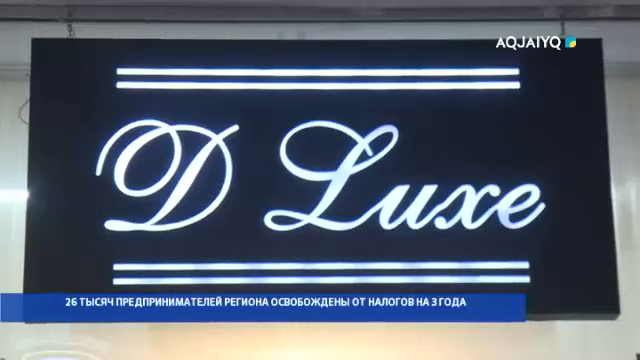 AQJAIYQ
D Luxe
26 ТЫСЯЧ ПРЕДПРИНИМАТЕЛЕЙ РЕГИОНА ОСВОБОЖДЕНЫ ОТ НАЛОГОВ НА 3 ГОДА